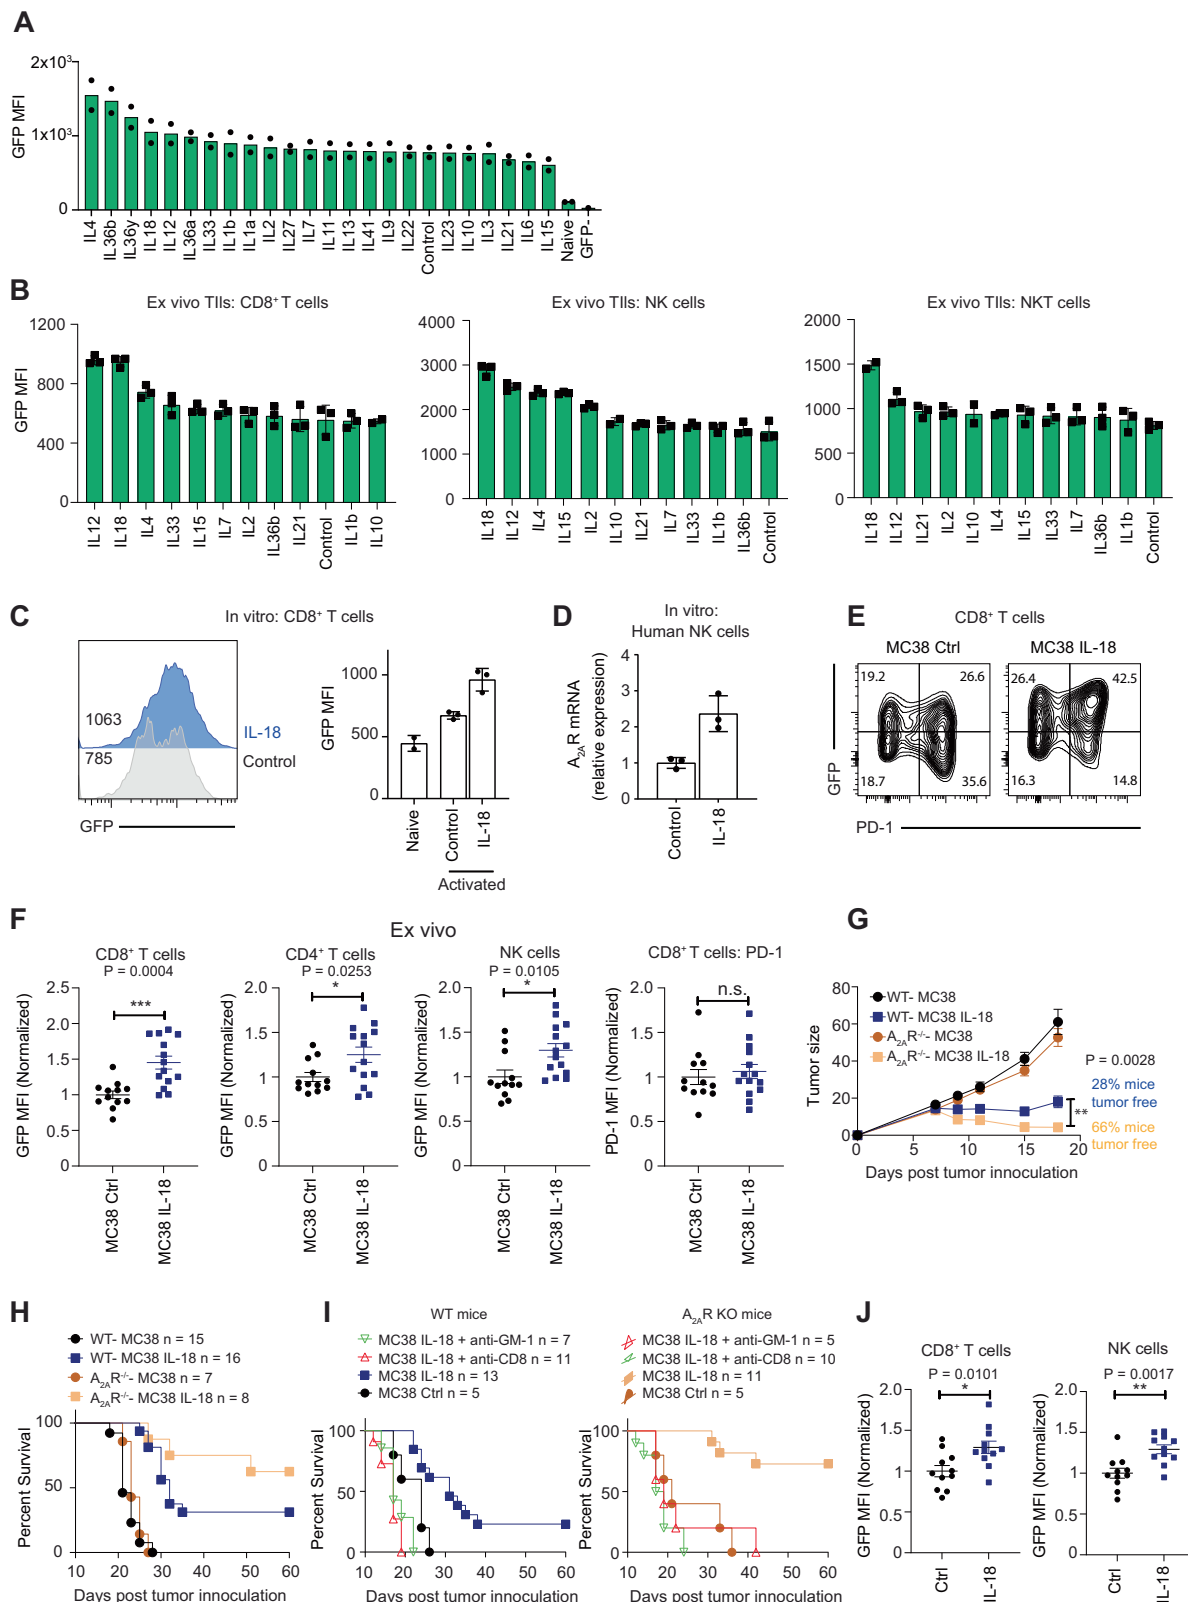 A
GFP MFI
2x10³
1x10³
0
IL4
IL36b
IL36y
IL18
IL12
IL36a
IL33
IL1b
IL1a
IL2
IL27
IL7
IL11
IL13
IL41
IL9
IL22
Control
IL23
IL10
IL3
IL21
IL6
IL15
Naive
GFP-
B
Ex vivo TIls: CD8⁺ T cells
GFP MFI
1200
800
400
0
IL12
IL18
IL4
IL33
IL15
IL7
IL2
IL36b
IL21
Control
IL1b
IL10
Ex vivo TIls: NK cells
4000
3000
2000
1000
0
IL18
IL12
IL4
IL15
IL2
IL10
IL21
IL7
IL33
IL1b
IL36b
Control
Ex vivo TIls: NKT cells
2000
1500
1000
500
0
IL18
IL12
IL21
IL2
IL10
IL4
IL15
IL33
IL7
IL36b
IL1b
Control
C
In vitro: CD8⁺ T cells
1063
785
IL-18
Control
GFP
GFP MFI
1000
500
0
Naive
Control
IL-18
Activated
D
In vitro:
Human NK cells
A₂ₐR mRNA
(relative expression)
4
3
2
1
0
Control
IL-18
E
CD8⁺ T cells
MC38 Ctrl
MC38 IL-18
19.2
26.6
18.7
35.6
26.4
42.5
16.3
14.8
GFP
PD-1
F
Ex vivo
CD8⁺ T cells
P = 0.0004
***
GFP MFI (Normalized)
2.5
2.0
1.5
1.0
0.5
0
MC38 Ctrl
MC38 IL-18
CD4⁺ T cells
P = 0.0253
*
GFP MFI (Normalized)
2.0
1.5
1.0
0.5
0
MC38 Ctrl
MC38 IL-18
NK cells
P = 0.0105
*
GFP MFI (Normalized)
2.0
1.5
1.0
0.5
0
MC38 Ctrl
MC38 IL-18
CD8⁺ T cells: PD-1
n.s.
PD-1 MFI (Normalized)
2.0
1.5
1.0
0.5
0
MC38 Ctrl
MC38 IL-18
G
WT- MC38
WT- MC38 IL-18
A₂ₐR⁻/⁻- MC38
A₂ₐR⁻/⁻- MC38 IL-18
Tumor size
80
60
40
20
0
0 5 10 15 20
Days post tumor innoculation
P = 0.0028
28% mice
tumor free
**
66% mice
tumor free
H
WT- MC38 n = 15
WT- MC38 IL-18 n = 16
A₂ₐR⁻/⁻- MC38 n = 7
A₂ₐR⁻/⁻- MC38 IL-18 n = 8
Percent Survival
100
50
0
10 20 30 40 50 60
Days post tumor innoculation
I
WT mice
MC38 IL-18 + anti-GM-1 n = 7
MC38 IL-18 + anti-CD8 n = 11
MC38 IL-18 n = 13
MC38 Ctrl n = 5
Percent Survival
100
50
0
10 20 30 40 50 60
Days post tumor innoculation
A₂ₐR KO mice
MC38 IL-18 + anti-GM-1 n = 5
MC38 IL-18 + anti-CD8 n = 10
MC38 IL-18 n = 11
MC38 Ctrl n = 5
Percent Survival
100
50
0
20 30 40 50 60
Days post tumor innoculation
J
CD8⁺ T cells
P = 0.0101
*
GFP MFI (Normalized)
2.0
1.5
1.0
0.5
0
Ctrl
IL-18
NK cells
P = 0.0017
**
GFP MFI (Normalized)
2.0
1.5
1.0
0.5
0
Ctrl
IL-18